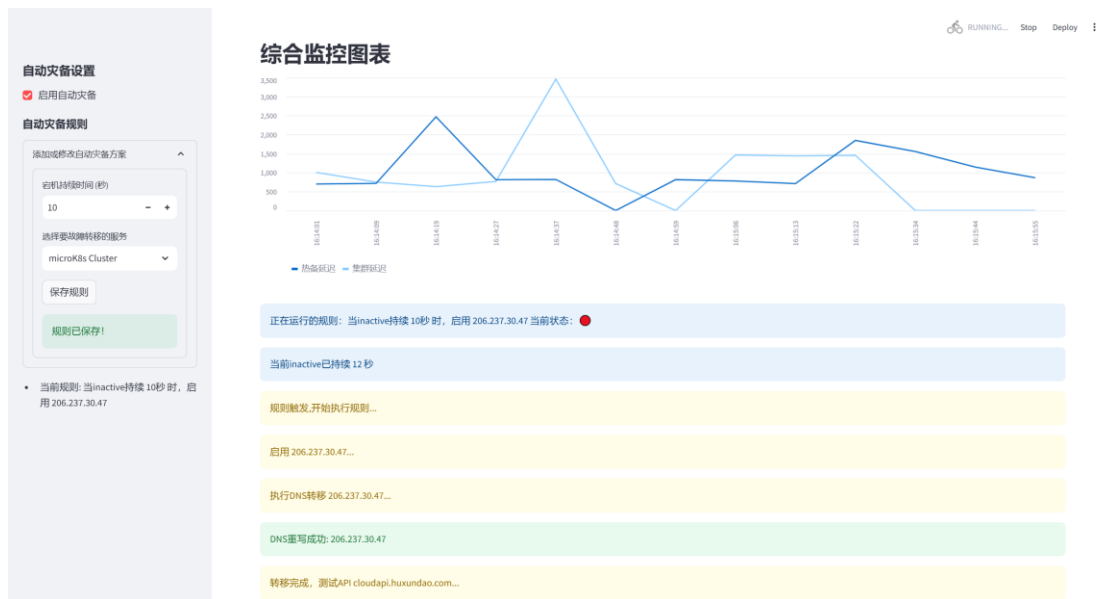 RUNNING...
Stop
Deploy
自动灾备设置
启用自动灾备
自动灾备规则
添加或修改自动灾备方案
宕机持续时间(秒)
10
选择要故障转移的服务
microK8s Cluster
保存规则
规则已保存！
当前规则: 当inactive持续 10秒 时，启
用 206.237.30.47
综合监控图表
3,500
3,000
2,500
2,000
1,500
1,000
500
0
16:14:01
16:14:09
16:14:19
16:14:27
16:14:37
16:14:48
16:14:59
16:15:06
16:15:13
16:15:22
16:15:34
16:15:44
16:15:55
热备延迟
集群延迟
正在运行的规则：当inactive持续 10秒 时，启用 206.237.30.47 当前状态：
当前inactive已持续 12 秒
规则触发,开始执行规则...
启用 206.237.30.47...
执行DNS转移 206.237.30.47...
DNS重写成功: 206.237.30.47
转移完成，测试API cloudapi.huxundao.com...